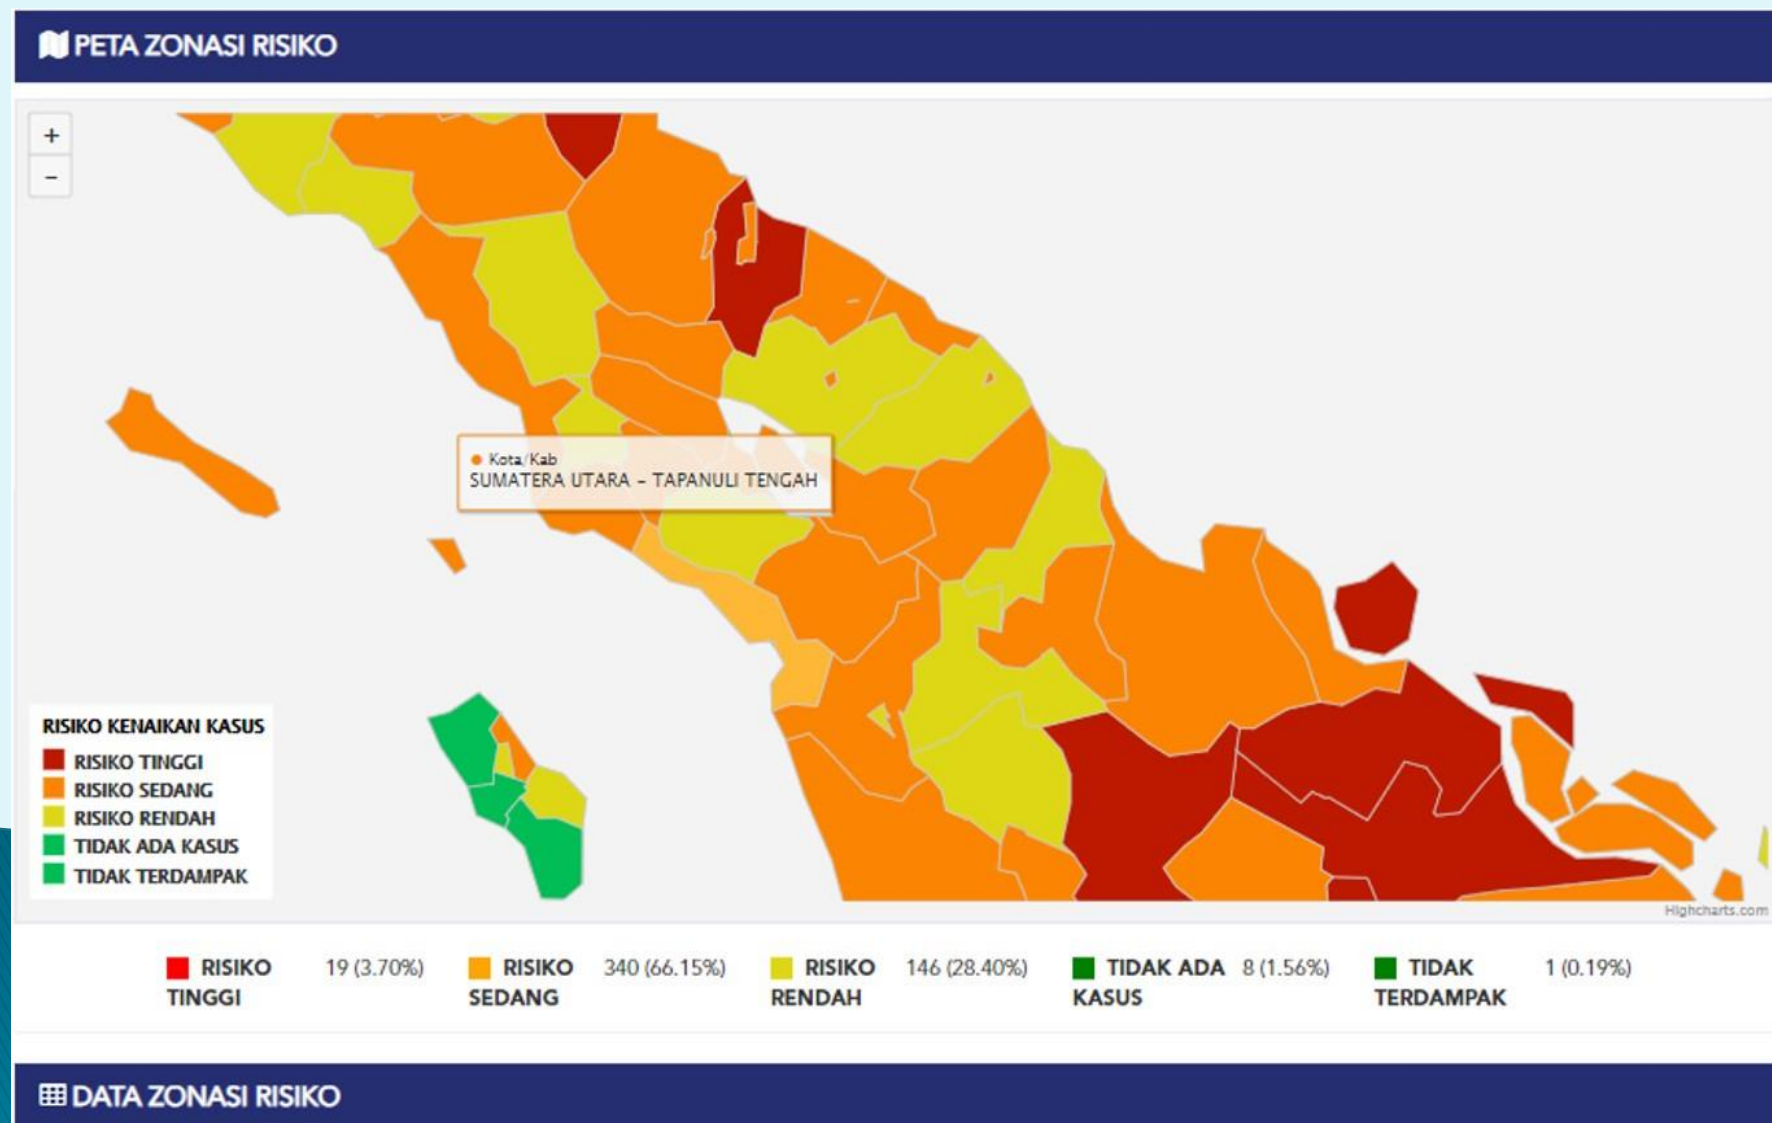 PETA ZONASI RISIKO
+
−
Kota/Kab
SUMATERA UTARA – TAPANULI TENGAH
RISIKO KENAIKAN KASUS
RISIKO TINGGI
RISIKO SEDANG
RISIKO RENDAH
TIDAK ADA KASUS
TIDAK TERDAMPAK
Highcharts.com
RISIKO TINGGI 19 (3.70%)
RISIKO SEDANG 340 (66.15%)
RISIKO RENDAH 146 (28.40%)
TIDAK ADA KASUS 8 (1.56%)
TIDAK TERDAMPAK 1 (0.19%)
DATA ZONASI RISIKO